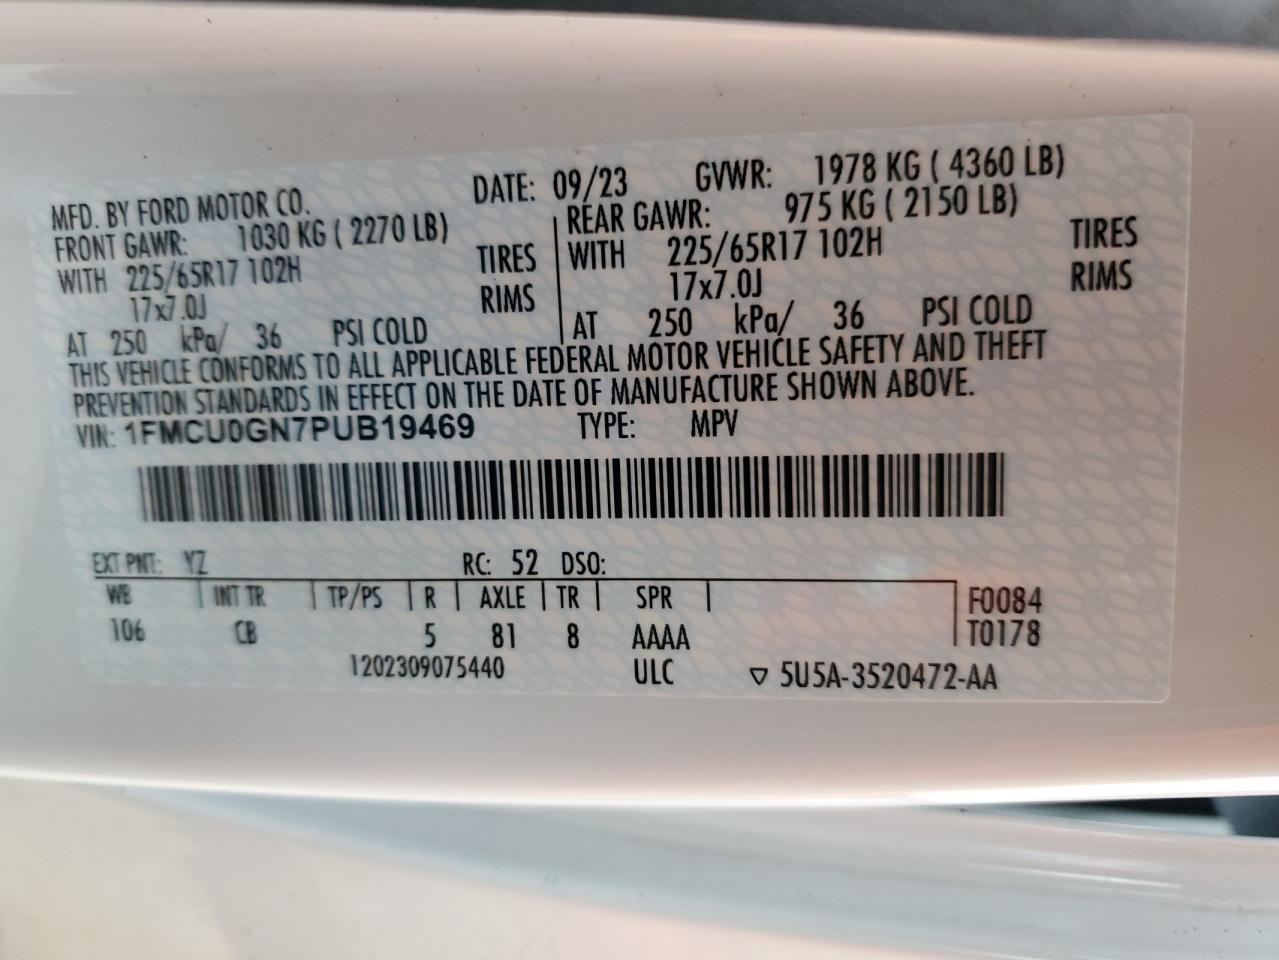 MFD. BY FORD MOTOR CO. DATE: 09/23 GVWR: 1978 KG ( 4360 LB)
FRONT GAWR: 1030 KG ( 2270 LB) REAR GAWR: 975 KG ( 2150 LB)
WITH 225/65R17 102H TIRES WITH 225/65R17 102H TIRES
17x7.0J RIMS 17x7.0J RIMS
AT 250 kPa/ 36 PSI COLD AT 250 kPa/ 36 PSI COLD
THIS VEHICLE CONFORMS TO ALL APPLICABLE FEDERAL MOTOR VEHICLE SAFETY AND THEFT
PREVENTION STANDARDS IN EFFECT ON THE DATE OF MANUFACTURE SHOWN ABOVE.
VIN: 1FMCU0GN7PUB19469 TYPE: MPV
EXT PNT: YZ RC: 52 DSO:
WB INT TR TP/PS R AXLE TR SPR F0084
106 CB 5 81 8 AAAA T0178
1202309075440 ULC ▽ 5U5A-3520472-AA